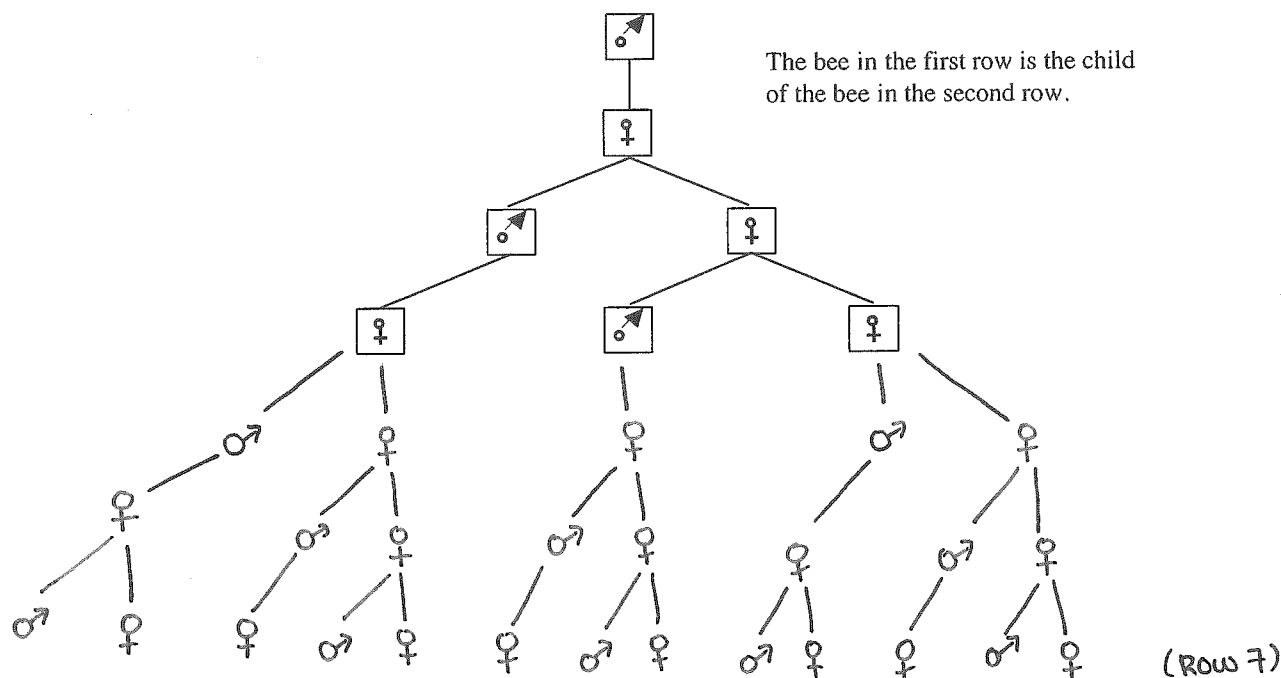 The bee in the first row is the child
of the bee in the second row.
(ROW 7)